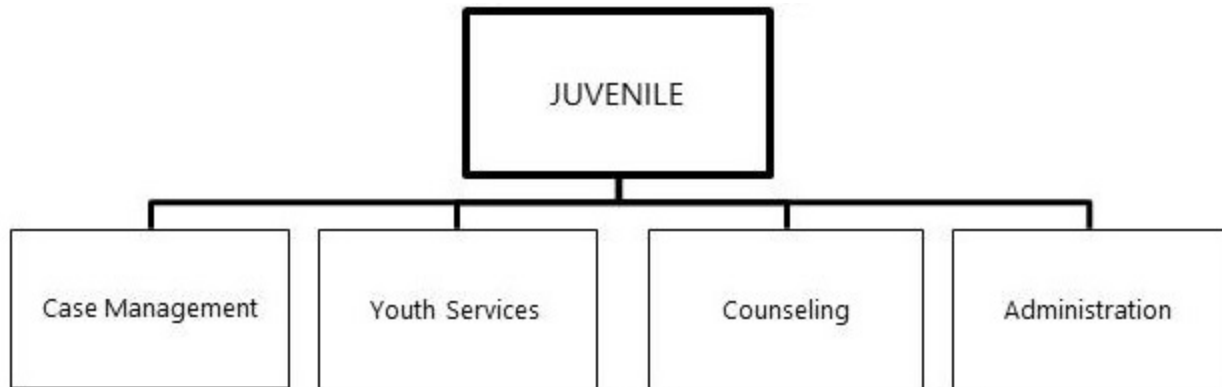 JUVENILE
Case Management
Youth Services
Counseling
Administration